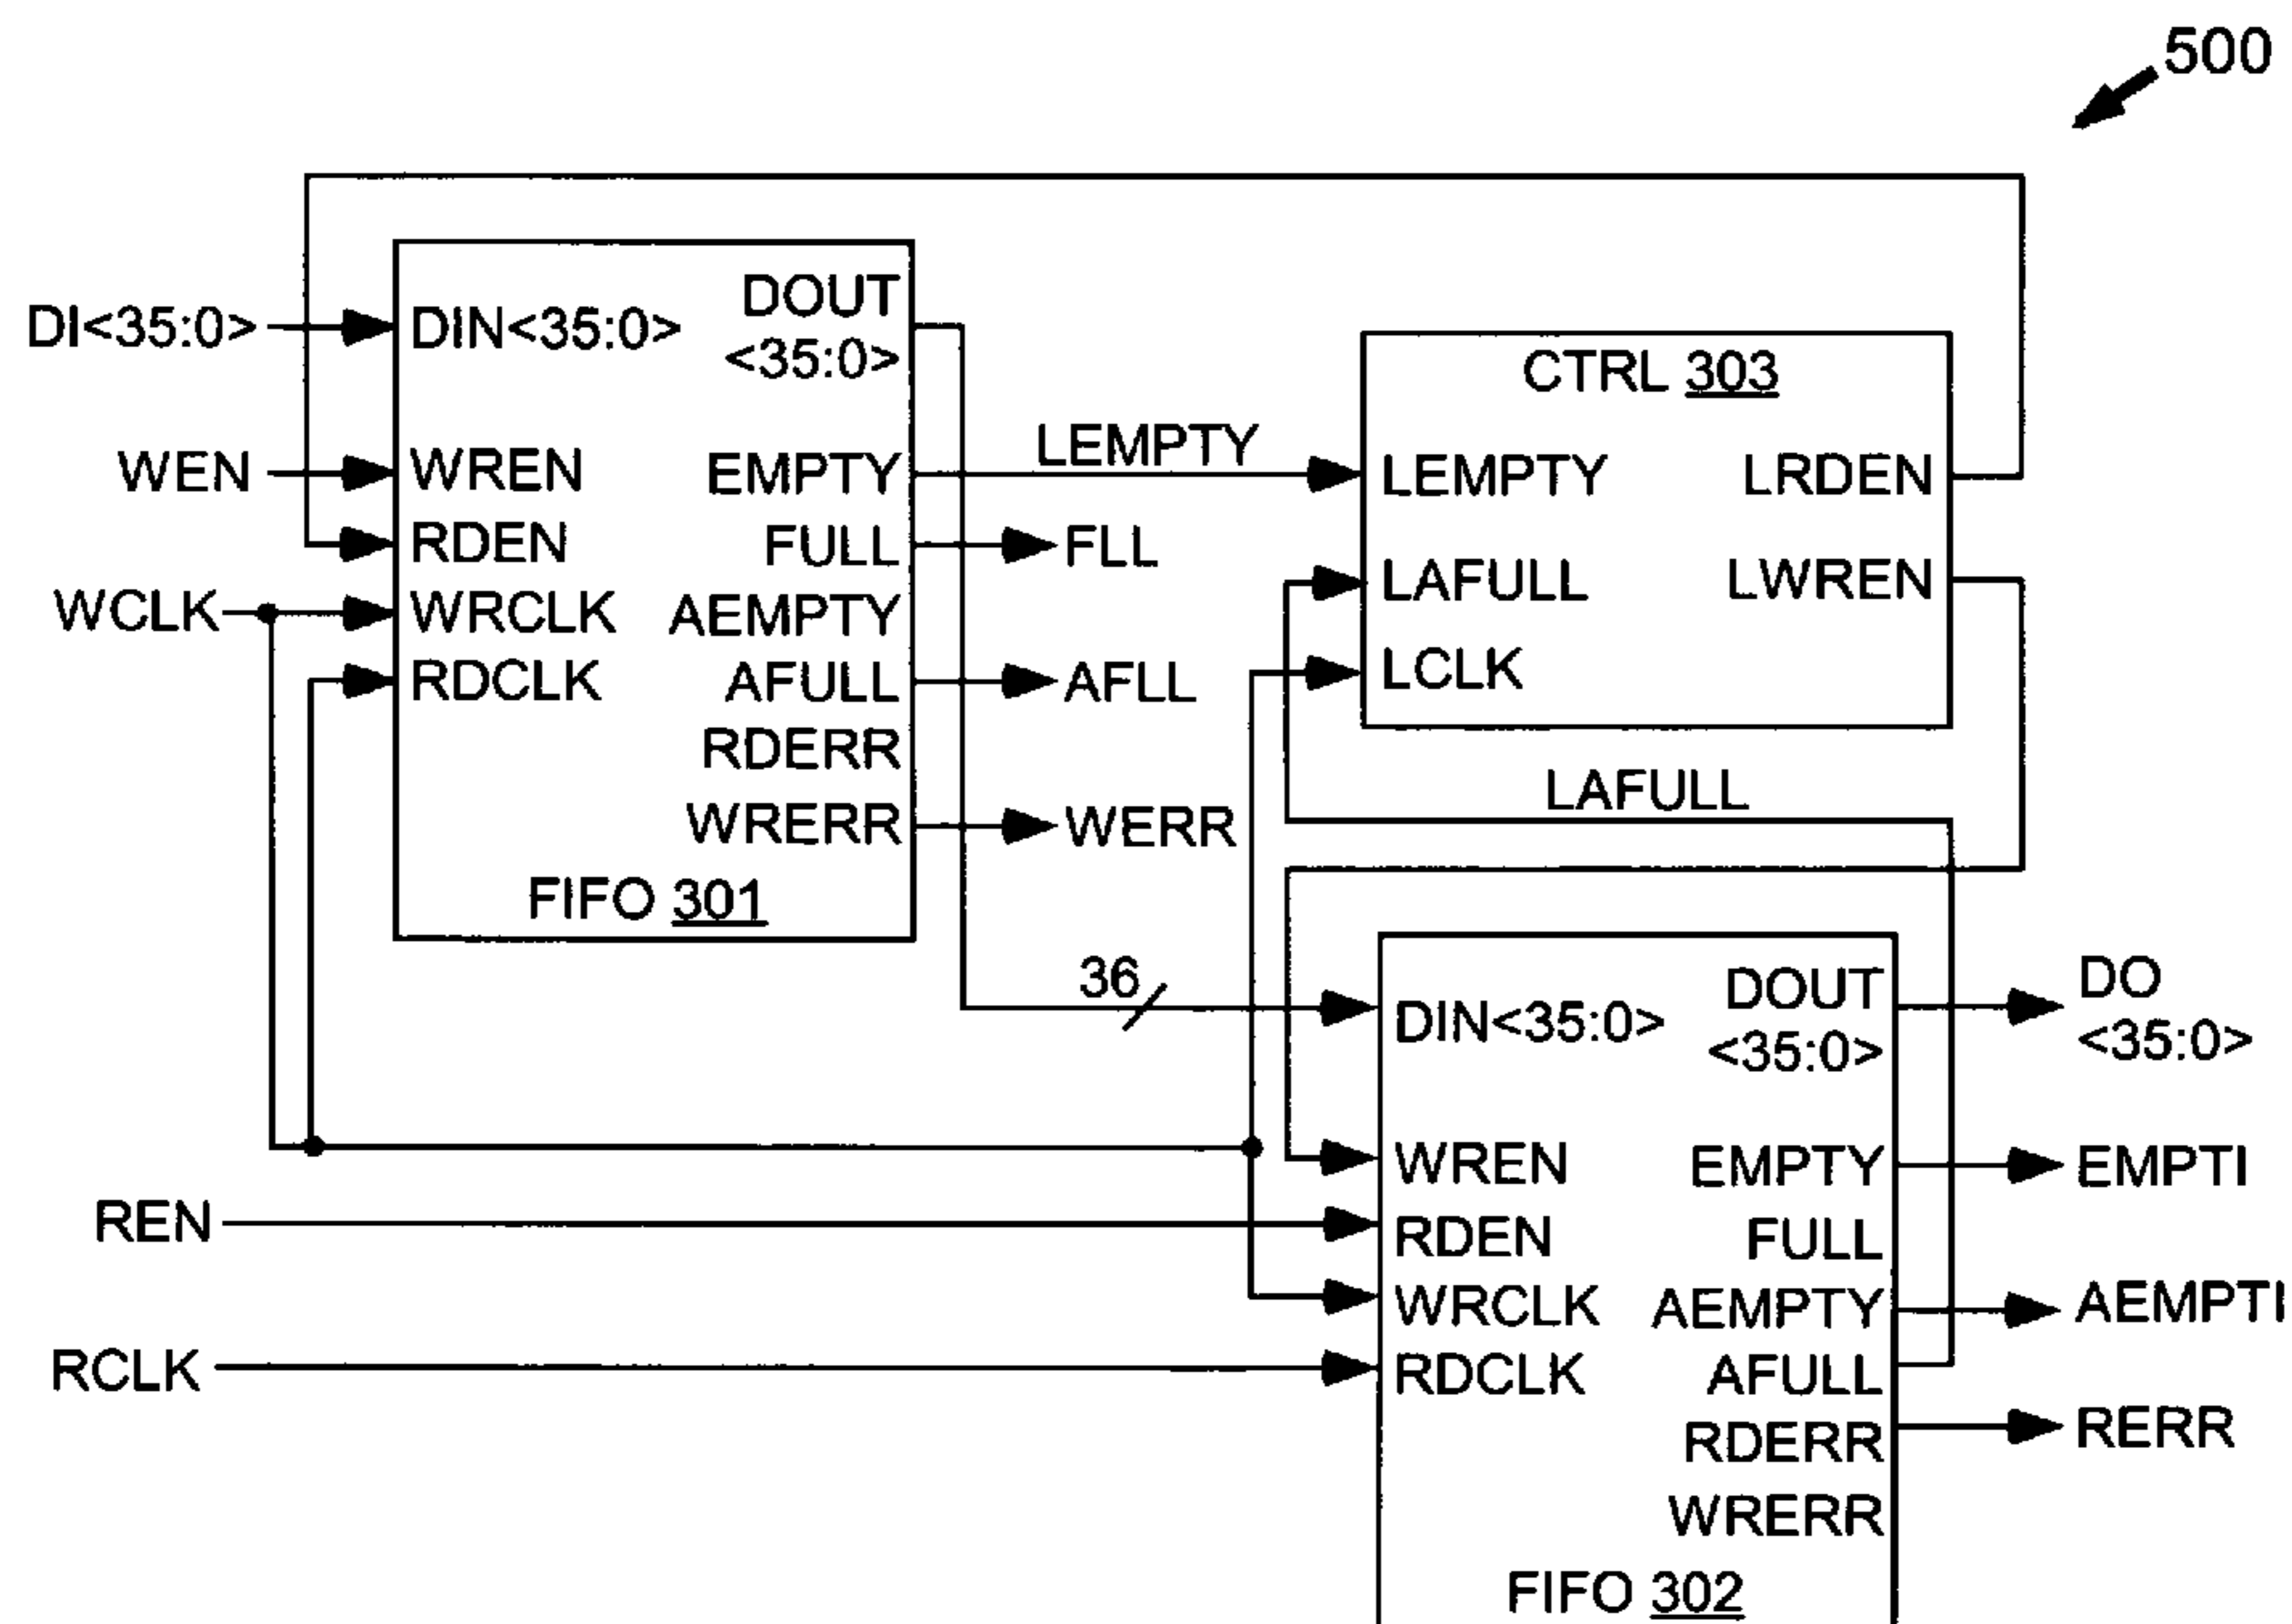 500
DI<35:0>
WEN
WCLK
DIN<35:0>
WREN
RDEN
WRCLK
RDCLK
DOUT
<35:0>
EMPTY
FULL
AEMPTY
AFULL
RDERR
WRERR
FIFO 301
LEMPTY
FLL
AFLL
WERR
CTRL 303
LEMPTY
LAFULL
LCLK
LRDEN
LWREN
LAFULL
36
REN
RCLK
DIN<35:0>
WREN
RDEN
WRCLK
RDCLK
DOUT
<35:0>
EMPTY
FULL
AEMPTY
AFULL
RDERR
WRERR
FIFO 302
DO
<35:0>
EMPTI
AEMPTI
RERR